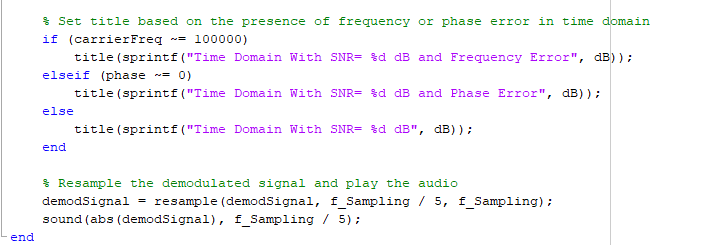 % Set title based on the presence of frequency or phase error in time domain
if (carrierFreq ~= 100000)
title(sprintf("Time Domain With SNR= %d dB and Frequency Error", dB));
elseif (phase ~= 0)
title(sprintf("Time Domain With SNR= %d dB and Phase Error", dB));
else
title(sprintf("Time Domain With SNR= %d dB", dB));
end
% Resample the demodulated signal and play the audio
demodSignal = resample(demodSignal, f_Sampling / 5, f_Sampling);
sound(abs(demodSignal), f_Sampling / 5);
end